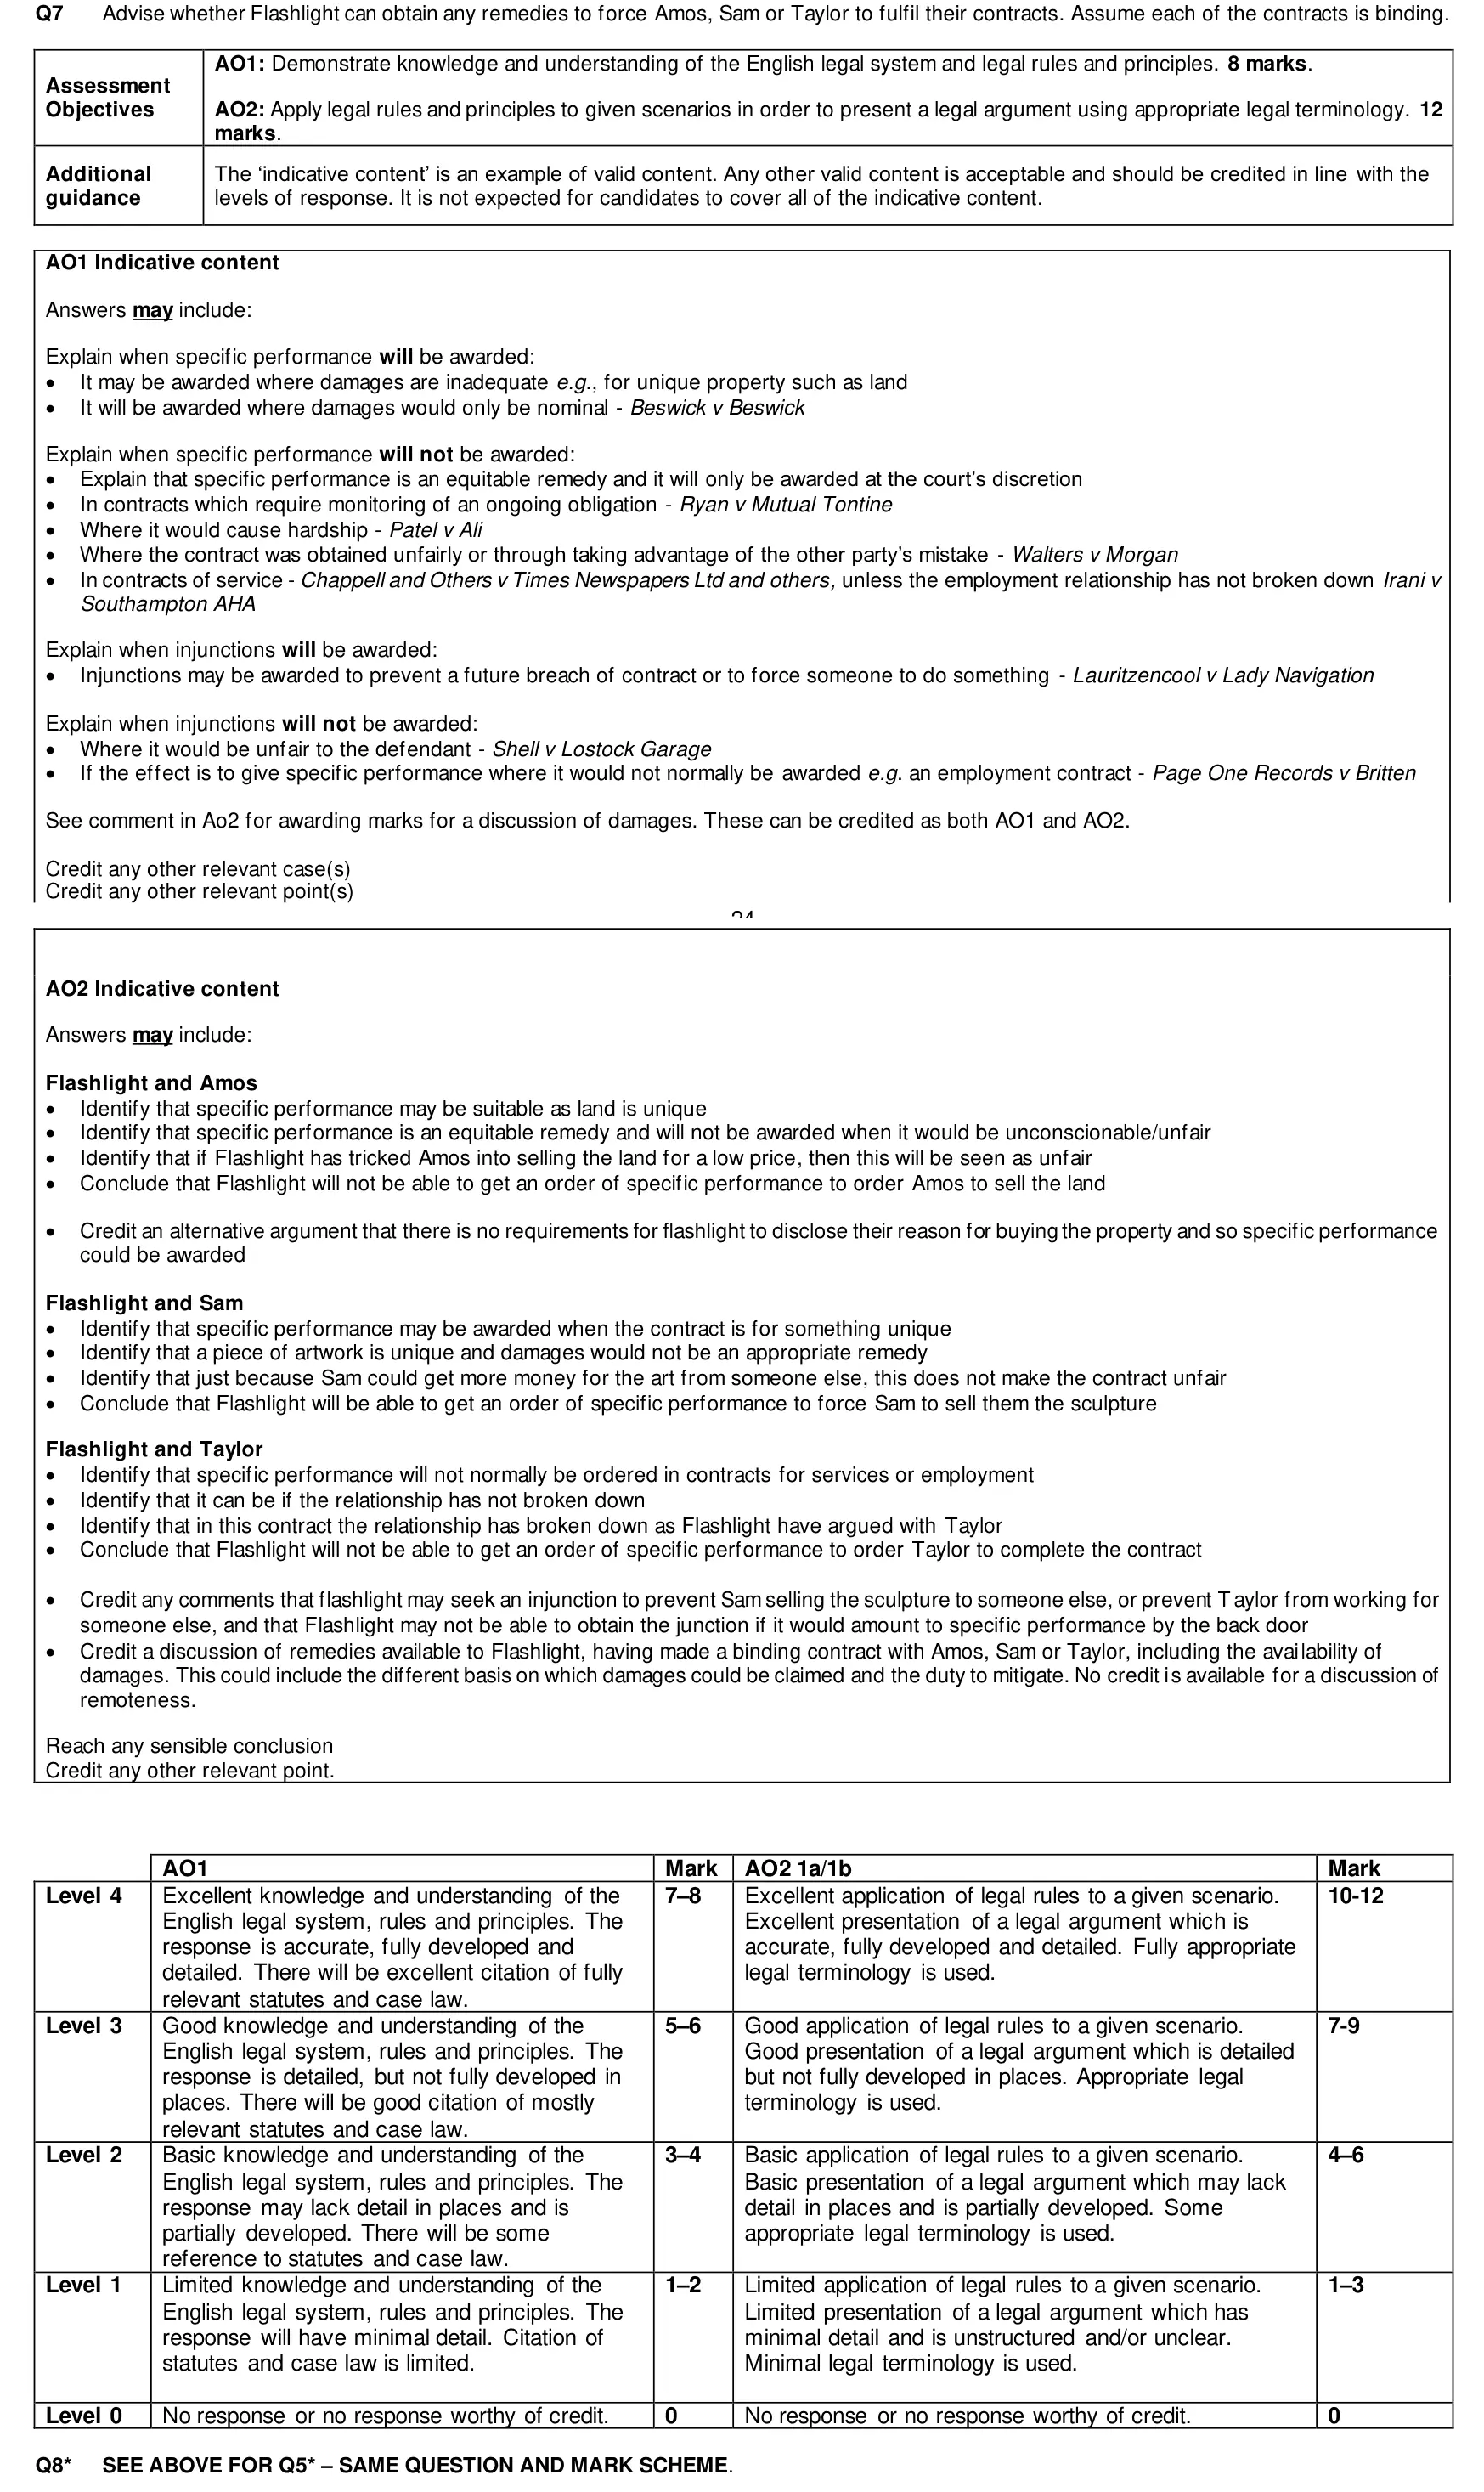 Q7 Advise whether Flashlight can obtain any remedies to force Amos, Sam or Taylor to fulfil their contracts. Assume each of the contracts is binding.
Assessment Objectives
AO1: Demonstrate knowledge and understanding of the English legal system and legal rules and principles. 8 marks.
AO2: Apply legal rules and principles to given scenarios in order to present a legal argument using appropriate legal terminology. 12
marks.
Additional guidance
The ‘indicative content’ is an example of valid content. Any other valid content is acceptable and should be credited in line with the
levels of response. It is not expected for candidates to cover all of the indicative content.
AO1 Indicative content
Answers may include:
Explain when specific performance will be awarded:
• It may be awarded where damages are inadequate e.g., for unique property such as land
• It will be awarded where damages would only be nominal - Beswick v Beswick
Explain when specific performance will not be awarded:
• Explain that specific performance is an equitable remedy and it will only be awarded at the court’s discretion
• In contracts which require monitoring of an ongoing obligation - Ryan v Mutual Tontine
• Where it would cause hardship - Patel v Ali
• Where the contract was obtained unfairly or through taking advantage of the other party’s mistake - Walters v Morgan
• In contracts of service - Chappell and Others v Times Newspapers Ltd and others, unless the employment relationship has not broken down Irani v
Southampton AHA
Explain when injunctions will be awarded:
• Injunctions may be awarded to prevent a future breach of contract or to force someone to do something - Lauritzencool v Lady Navigation
Explain when injunctions will not be awarded:
• Where it would be unfair to the defendant - Shell v Lostock Garage
• If the effect is to give specific performance where it would not normally be awarded e.g. an employment contract - Page One Records v Britten
See comment in Ao2 for awarding marks for a discussion of damages. These can be credited as both AO1 and AO2.
Credit any other relevant case(s)
Credit any other relevant point(s)
AO2 Indicative content
Answers may include:
Flashlight and Amos
• Identify that specific performance may be suitable as land is unique
• Identify that specific performance is an equitable remedy and will not be awarded when it would be unconscionable/unfair
• Identify that if Flashlight has tricked Amos into selling the land for a low price, then this will be seen as unfair
• Conclude that Flashlight will not be able to get an order of specific performance to order Amos to sell the land
• Credit an alternative argument that there is no requirements for flashlight to disclose their reason for buying the property and so specific performance
could be awarded
Flashlight and Sam
• Identify that specific performance may be awarded when the contract is for something unique
• Identify that a piece of artwork is unique and damages would not be an appropriate remedy
• Identify that just because Sam could get more money for the art from someone else, this does not make the contract unfair
• Conclude that Flashlight will be able to get an order of specific performance to force Sam to sell them the sculpture
Flashlight and Taylor
• Identify that specific performance will not normally be ordered in contracts for services or employment
• Identify that it can be if the relationship has not broken down
• Identify that in this contract the relationship has broken down as Flashlight have argued with Taylor
• Conclude that Flashlight will not be able to get an order of specific performance to order Taylor to complete the contract
• Credit any comments that flashlight may seek an injunction to prevent Sam selling the sculpture to someone else, or prevent Taylor from working for
someone else, and that Flashlight may not be able to obtain the junction if it would amount to specific performance by the back door
• Credit a discussion of remedies available to Flashlight, having made a binding contract with Amos, Sam or Taylor, including the availability of
damages. This could include the different basis on which damages could be claimed and the duty to mitigate. No credit is available for a discussion of
remoteness.
Reach any sensible conclusion
Credit any other relevant point.
AO1 Mark AO2 1a/1b Mark
Level 4
Excellent knowledge and understanding of the
English legal system, rules and principles. The
response is accurate, fully developed and
detailed. There will be excellent citation of fully
relevant statutes and case law.
7–8
Excellent application of legal rules to a given scenario.
Excellent presentation of a legal argument which is
accurate, fully developed and detailed. Fully appropriate
legal terminology is used.
10-12
Level 3
Good knowledge and understanding of the
English legal system, rules and principles. The
response is detailed, but not fully developed in
places. There will be good citation of mostly
relevant statutes and case law.
5–6
Good application of legal rules to a given scenario.
Good presentation of a legal argument which is detailed
but not fully developed in places. Appropriate legal
terminology is used.
7-9
Level 2
Basic knowledge and understanding of the
English legal system, rules and principles. The
response may lack detail in places and is
partially developed. There will be some
reference to statutes and case law.
3–4
Basic application of legal rules to a given scenario.
Basic presentation of a legal argument which may lack
detail in places and is partially developed. Some
appropriate legal terminology is used.
4–6
Level 1
Limited knowledge and understanding of the
English legal system, rules and principles. The
response will have minimal detail. Citation of
statutes and case law is limited.
1–2
Limited application of legal rules to a given scenario.
Limited presentation of a legal argument which has
minimal detail and is unstructured and/or unclear.
Minimal legal terminology is used.
1–3
Level 0
No response or no response worthy of credit.
0
No response or no response worthy of credit.
0
Q8* SEE ABOVE FOR Q5* – SAME QUESTION AND MARK SCHEME.